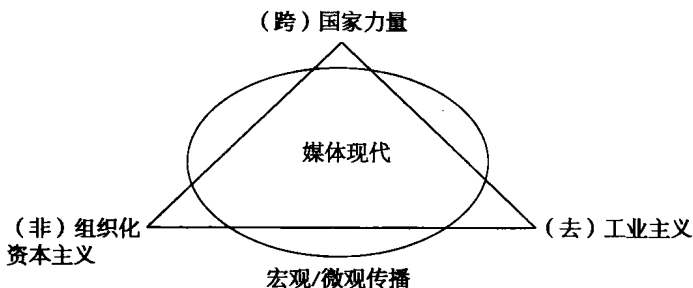 （跨）国家力量
媒体现代
（非）组织化
资本主义
（去）工业主义
宏观/微观传播